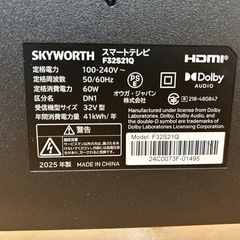 SKYWORTH スマートテレビ
F32S21Q
定格電圧 100-240V~
定格周波数 50/60Hz
定格消費電力 60W
区分名 DN1
受信機型サイズ 32V型
年間消費電力量 41kWh/年
オウガ・ジャパン
株式会社
HDMI
Dolby
AUDIO
218-480847
警告
Manufactured under license from
Dolby Laboratories. Dolby, Dolby Audio, and
the double-D symbol are trademarks of
Dolby Laboratories Licensing Corporation.
2025年製
MADE IN CHINA
Model: F32S21Q
24C0073F-01495